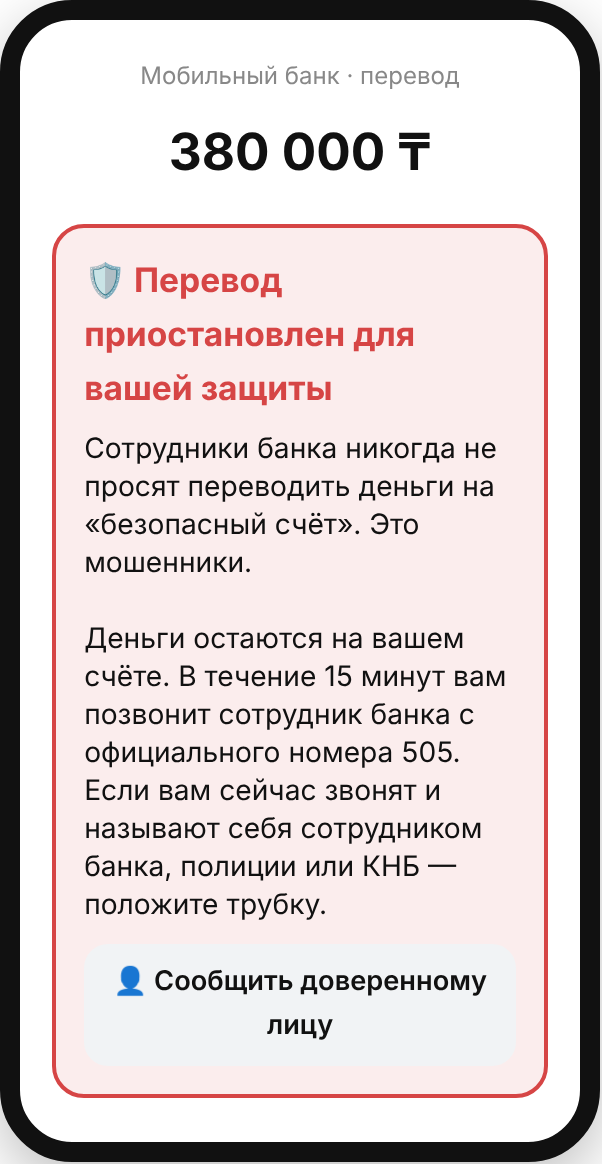 Мобильный банк · перевод
380 000 ₸
Перевод
приостановлен для
вашей защиты
Сотрудники банка никогда не
просят переводить деньги на
«безопасный счёт». Это
мошенники.
Деньги остаются на вашем
счёте. В течение 15 минут вам
позвонит сотрудник банка с
официального номера 505.
Если вам сейчас звонят и
называют себя сотрудником
банка, полиции или КНБ —
положите трубку.
Сообщить доверенному
лицу